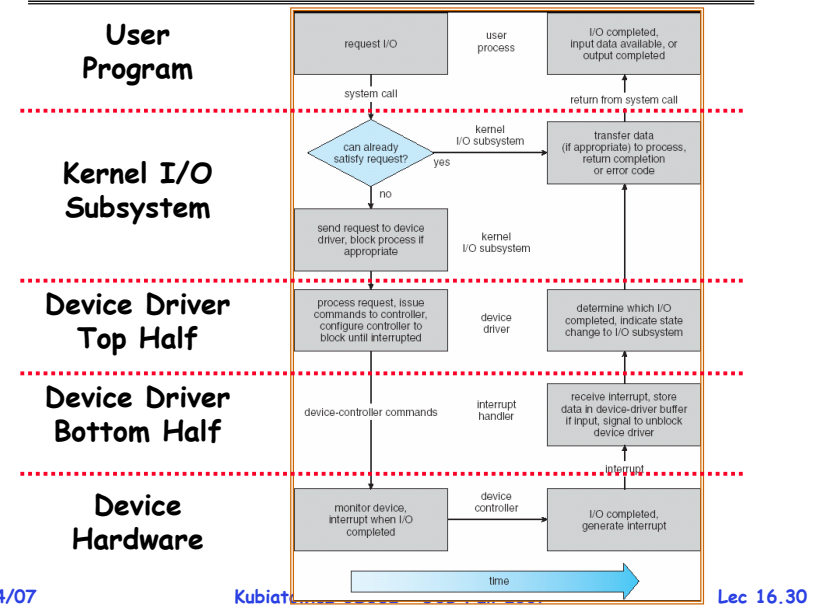 User
Program
request I/O
user
process
I/O completed,
input data available, or
output completed
system call
return from system call
Kernel I/O
Subsystem
can already
satisfy request?
yes
no
kernel
I/O subsystem
transfer data
(if appropriate) to process,
return completion
or error code
send request to device
driver, block process if
appropriate
kernel
I/O subsystem
Device Driver
Top Half
process request, issue
commands to controller,
configure controller to
block until interrupted
device
driver
determine which I/O
completed, indicate state
change to I/O subsystem
Device Driver
Bottom Half
device-controller commands
interrupt
handler
receive interrupt, store
data in device-driver buffer
if input, signal to unblock
device driver
interrupt
Device
Hardware
monitor device,
interrupt when I/O
completed
device
controller
I/O completed,
generate interrupt
time
4/07
Lec 16.30